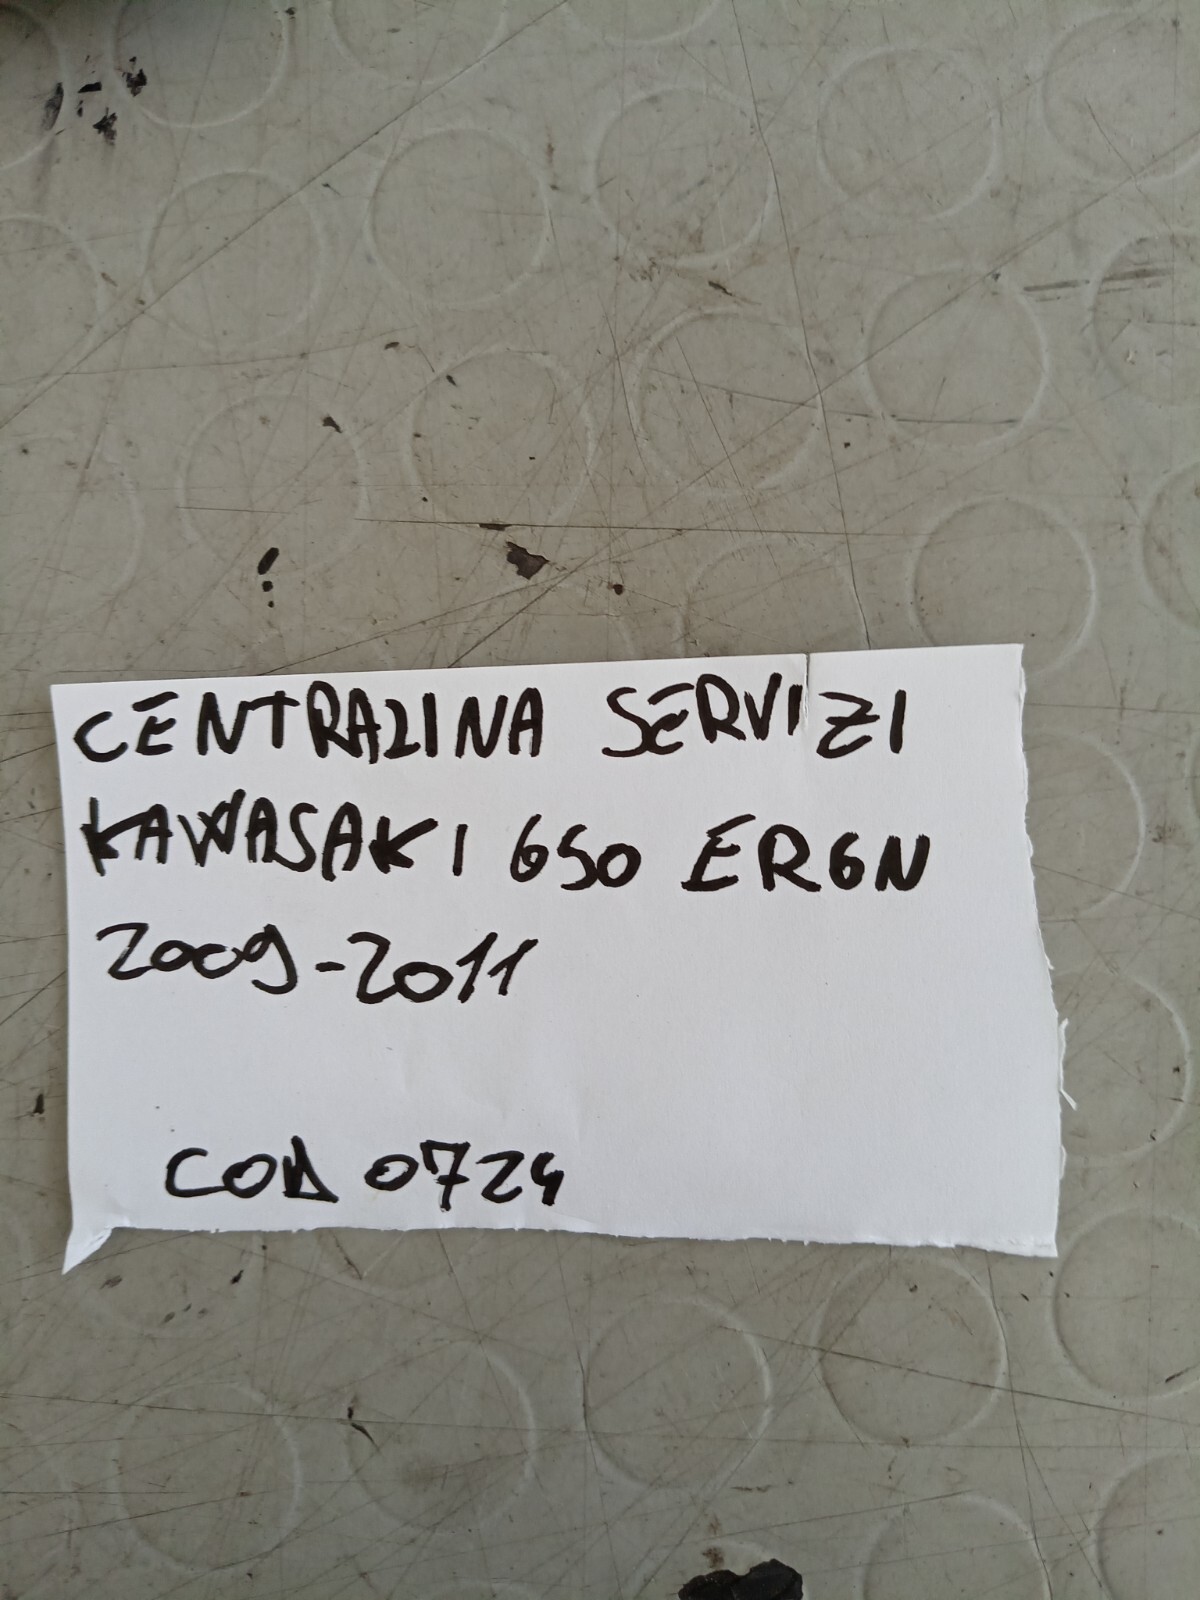 CENTRALINA SERVIZI
KAWASAKI 650 ER6N
2009-2011
COD 0724